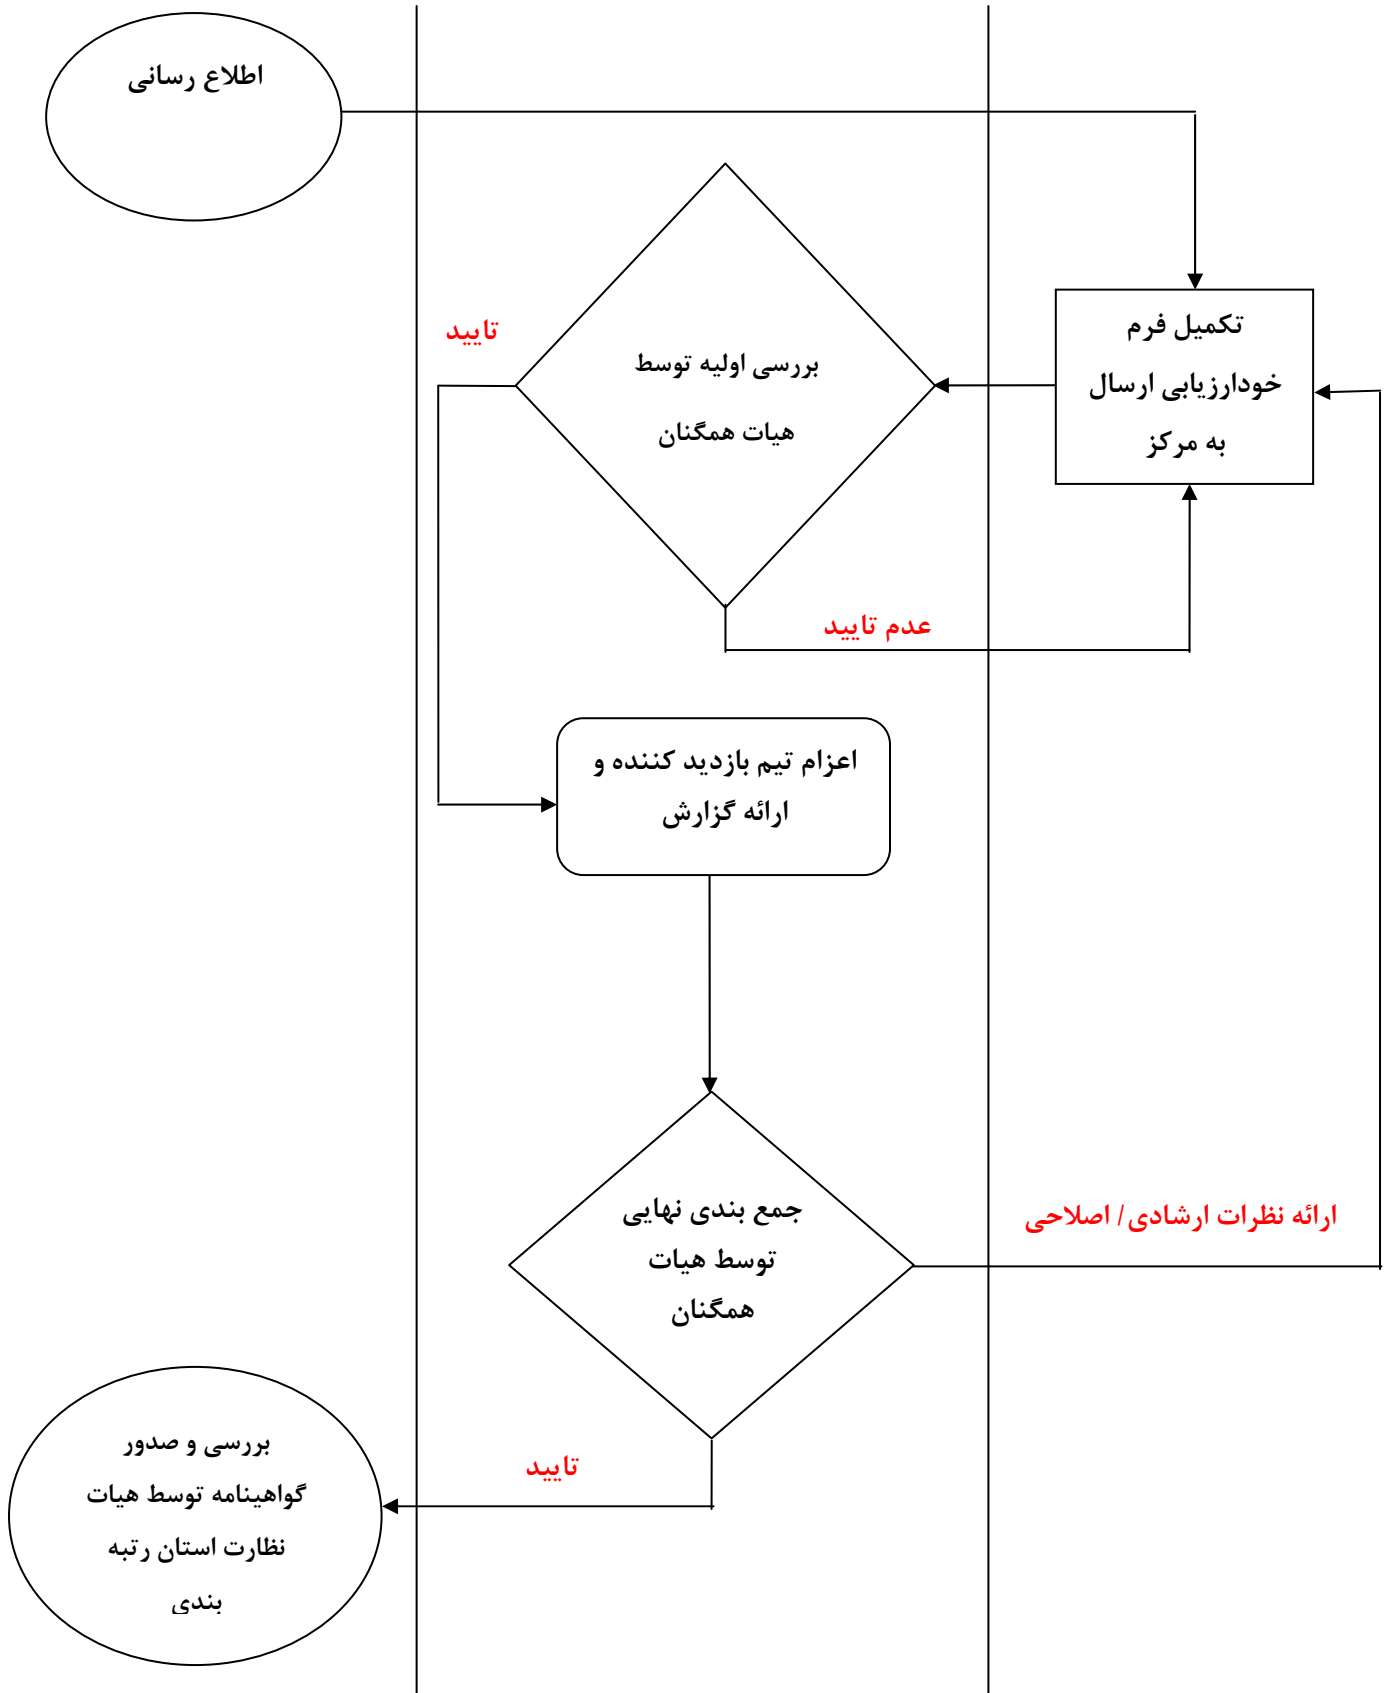 اطلاع رسانی
تکمیل فرم
خودارزیابی ارسال
به مرکز
تایید
بررسی اولیه توسط
هیات همگنان
عدم تایید
اعزام تیم بازدید کننده و
ارائه گزارش
جمع بندی نهایی
توسط هیات
همگنان
ارائه نظرات ارشادی/ اصلاحی
تایید
بررسی و صدور
گواهینامه توسط هیات
نظارت استان رتبه
بندی